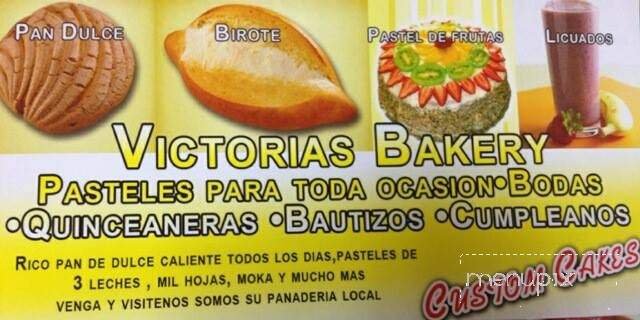 PAN DULCE
BIROTE
PASTEL DE FRUTAS
LICUADOS
VICTORIAS BAKERY
PASTELES PARA TODA OCASION•BODAS
•QUINCEANERAS •BAUTIZOS •CUMPLEANOS
RICO PAN DE DULCE CALIENTE TODOS LOS DIAS,PASTELES DE
3 LECHES , MIL HOJAS, MOKA Y MUCHO MAS
VENGA Y VISITENOS SOMOS SU PANADERIA LOCAL
CUSTOM CAKES
menupix